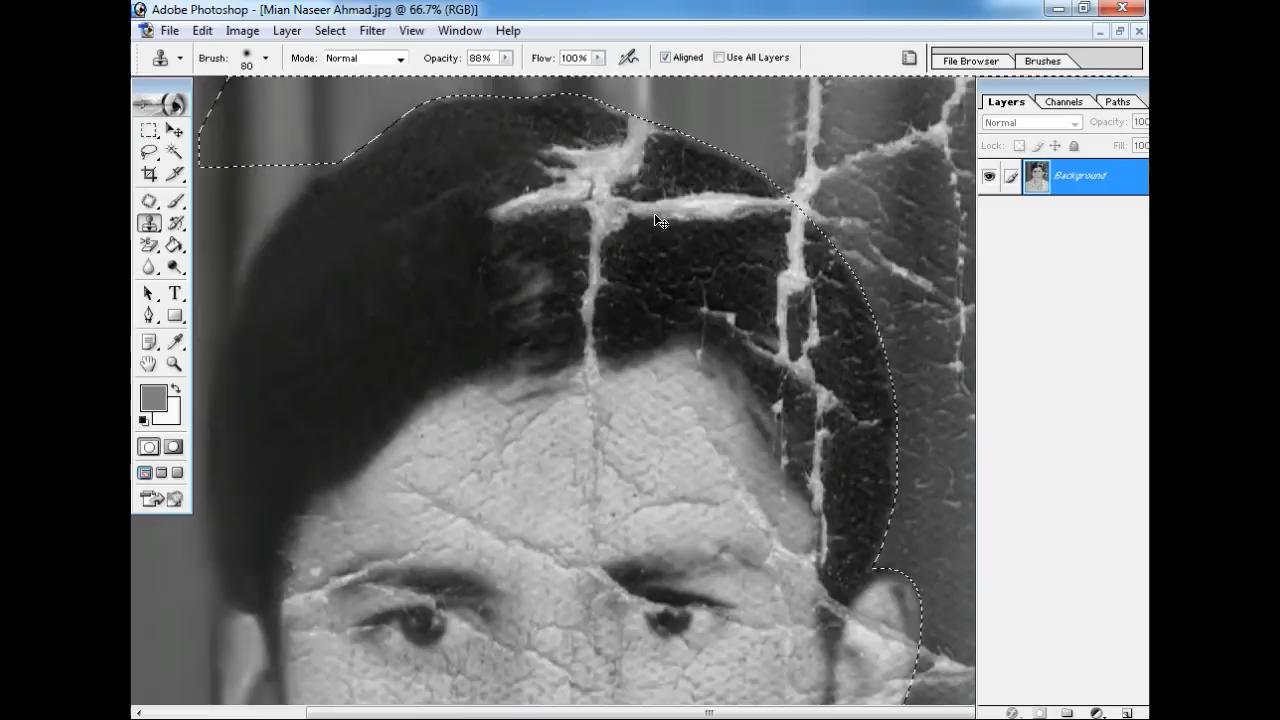 Adobe Photoshop - [Mian Naseer Ahmad.jpg @ 66.7% (RGB)]
File Edit Image Layer Select Filter View Window Help
Brush: 80 Mode: Normal Opacity: 88% Flow: 100% Aligned Use All Layers File Browser Brushes
Layers Channels Paths
Normal Opacity: 100
Lock: Fill: 100
Background
T